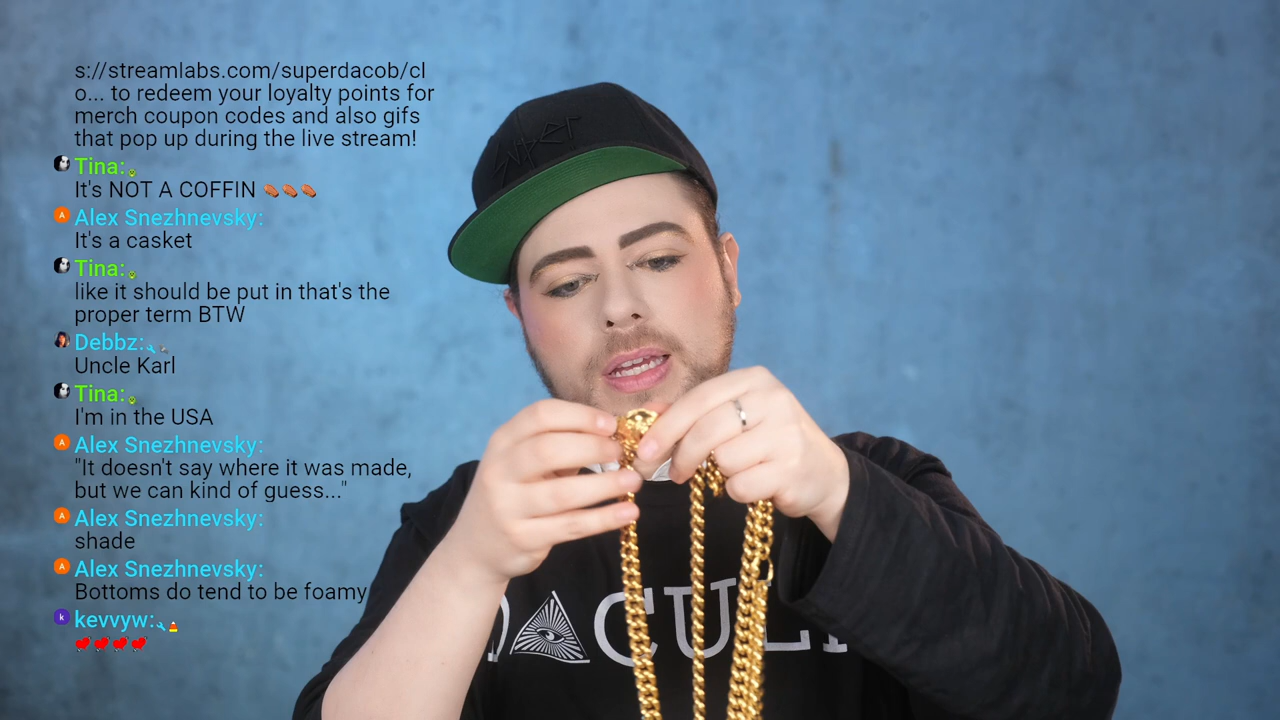 s://streamlabs.com/superdacob/cl
o... to redeem your loyalty points for
merch coupon codes and also gifs
that pop up during the live stream!
Tina:
It's NOT A COFFIN ⚰️⚰️⚰️
Alex Snezhnevsky:
It's a casket
Tina:
like it should be put in that's the
proper term BTW
Debbz:
Uncle Karl
Tina:
I'm in the USA
Alex Snezhnevsky:
"It doesn't say where it was made,
but we can kind of guess..."
Alex Snezhnevsky:
shade
Alex Snezhnevsky:
Bottoms do tend to be foamy
kevvyw: